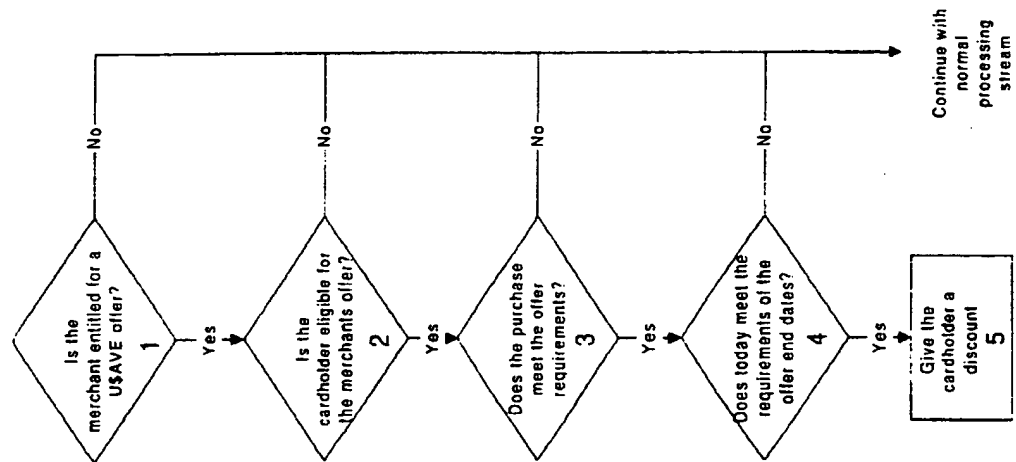 Is the
merchant entitled for a
U$AVE offer?
1
No
Yes
Is the
cardholder eligible for
the merchants offer?
2
No
Yes
Does the purchase
meet the offer
requirements?
3
No
Yes
Does today meet the
requirements of the
offer end dates?
4
No
Yes
Give the
cardholder a
discount
5
Continue with
normal
processing
stream